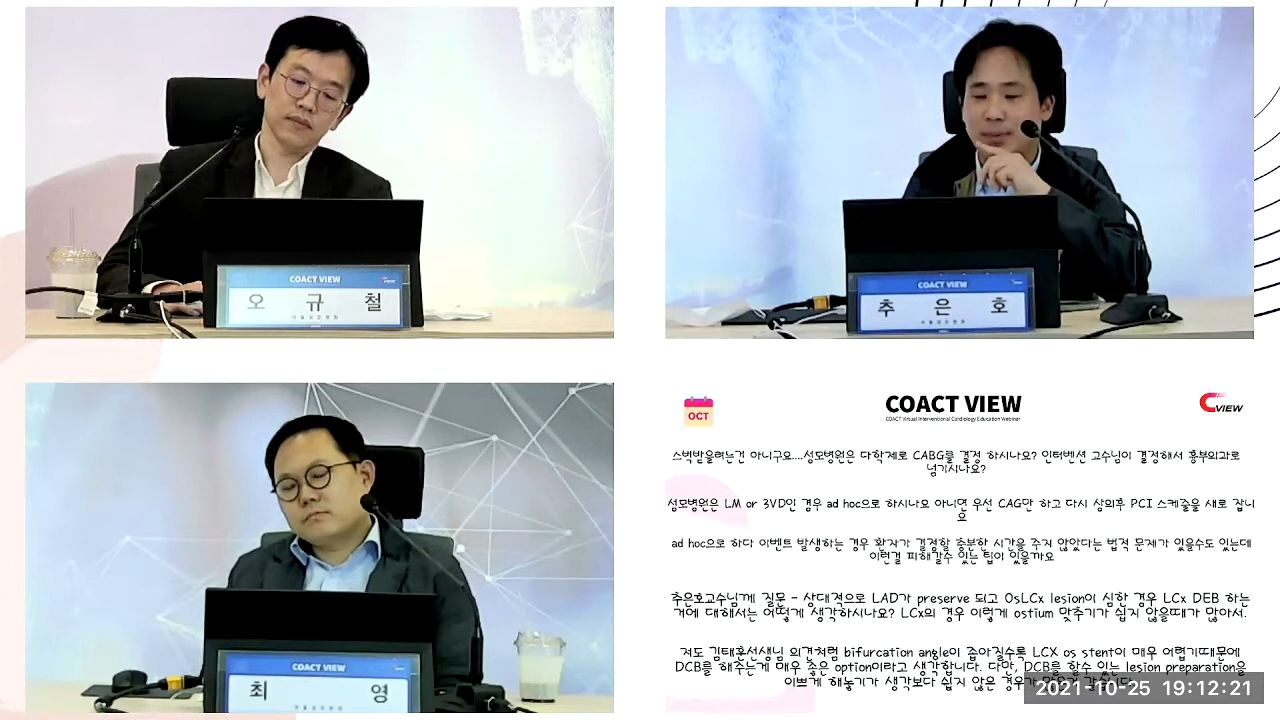 COACT VIEW
오 규 철
COACT VIEW
추 은 호
COACT VIEW
최 영
OCT
COACT VIEW
COACT Virtual Interventional Cardiology Education Webinar
CVIEW
스벅받을려는건 아니구요....성모병원은 다학제로 CABG를 결정 하시나요? 인터벤션 교수님이 결정해서 흉부외과로
넘기시나요?
성모병원은 LM or 3VD인 경우 ad hoc으로 하시나요 아니면 우선 CAG만 하고 다시 상의후 PCI 스케줄을 새로 잡니
요
ad hoc으로 하다 이벤트 발생하는 경우 환자가 결정할 충분한 시간을 주지 않았다는 법적 문제가 있을수도 있는데
이런걸 피해갈수 있는 팁이 있을까요
추은호교수님께 질문 - 상대적으로 LAD가 preserve 되고 OsLCx lesion이 심한 경우 LCx DEB 하는
거에 대해서는 어떻게 생각하시나요? LCx의 경우 이렇게 ostium 맞추기가 쉽지 않을때가 많아서.
저도 김태훈선생님 의견처럼 bifurcation angle이 좁아질수록 LCX os stent이 매우 어렵기때문에
DCB를 해주는게 매우 좋은 option이라고 생각합니다. 다만, DCB를 할수 있는 lesion preparation을
이쁘게 해놓기가 생각보다 쉽지 않은 경우가
2021-10-25 19:12:21